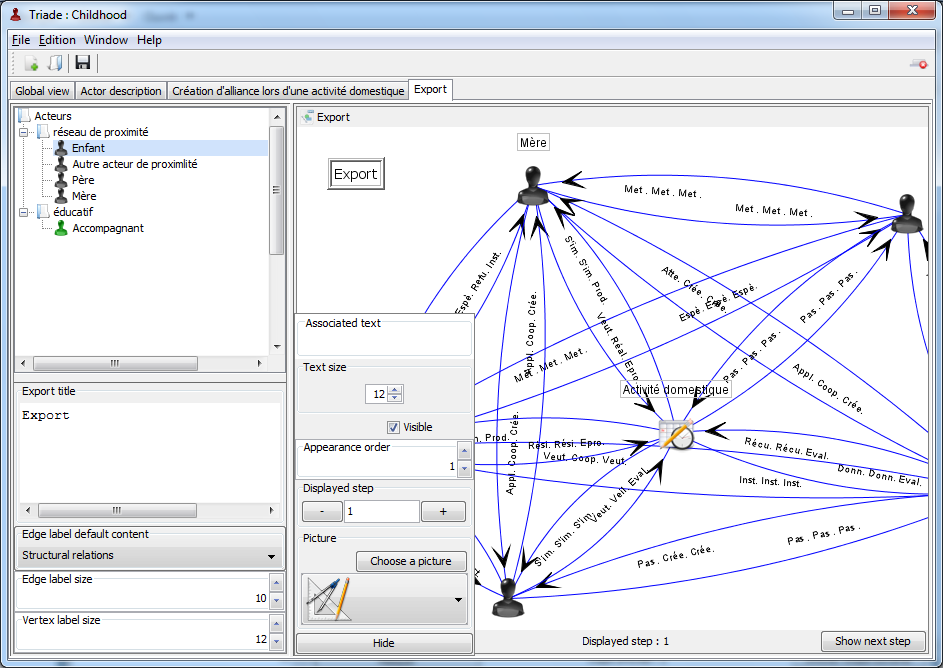 Triade : Childhood
File Edition Window Help
Global view Actor description Création d'alliance lors d'une activité domestique Export
Acteurs
réseau de proximité
Enfant
Autre acteur de proximlité
Père
Mère
éducatif
Accompagnant
Export title
Export
Edge label default content
Structural relations
Edge label size
10
Vertex label size
12
Export
Export
Mère
Met . Met . Met .
Met . Met . Met .
Espé. Refu. Inst.
S'im. S'im. Prod.
Atte. Crée. Crée.
Espé. Espé. Espé.
Pas . Pas . Pas .
Appl. Coop. Crée.
Veut. Réal. Epro.
Met . Met . Met .
Pas . Pas . Pas .
Appl. Coop. Crée.
Activité domestique
Appl. Coop. Crée.
n. Prod.
Résl. Rési. Epro.
Veut. Coop. Veut.
Récu. Récu. Eval.
Donn. Donn. Eval.
Inst. Inst. Inst.
Veut. Veil. Eval.
S'im. S'im. S'im.
Pas . Crée. Crée.
Pas . Pas . Pas .
Associated text
Text size
12
Visible
Appearance order
1
Displayed step
- 1 +
Picture
Choose a picture
Hide
Displayed step : 1
Show next step